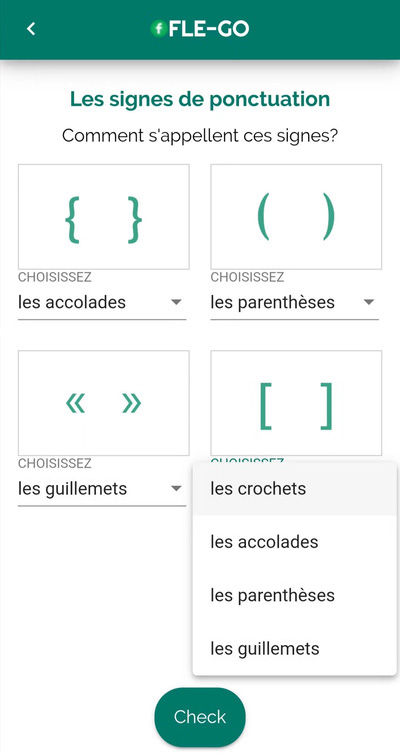 FLE-GO
Les signes de ponctuation
Comment s'appellent ces signes?
{ }
( )
CHOISISSEZ
CHOISISSEZ
les accolades
les parenthèses
« »
[ ]
CHOISISSEZ
CHOISISSEZ
les guillemets
les crochets
les accolades
les parenthèses
les guillemets
Check